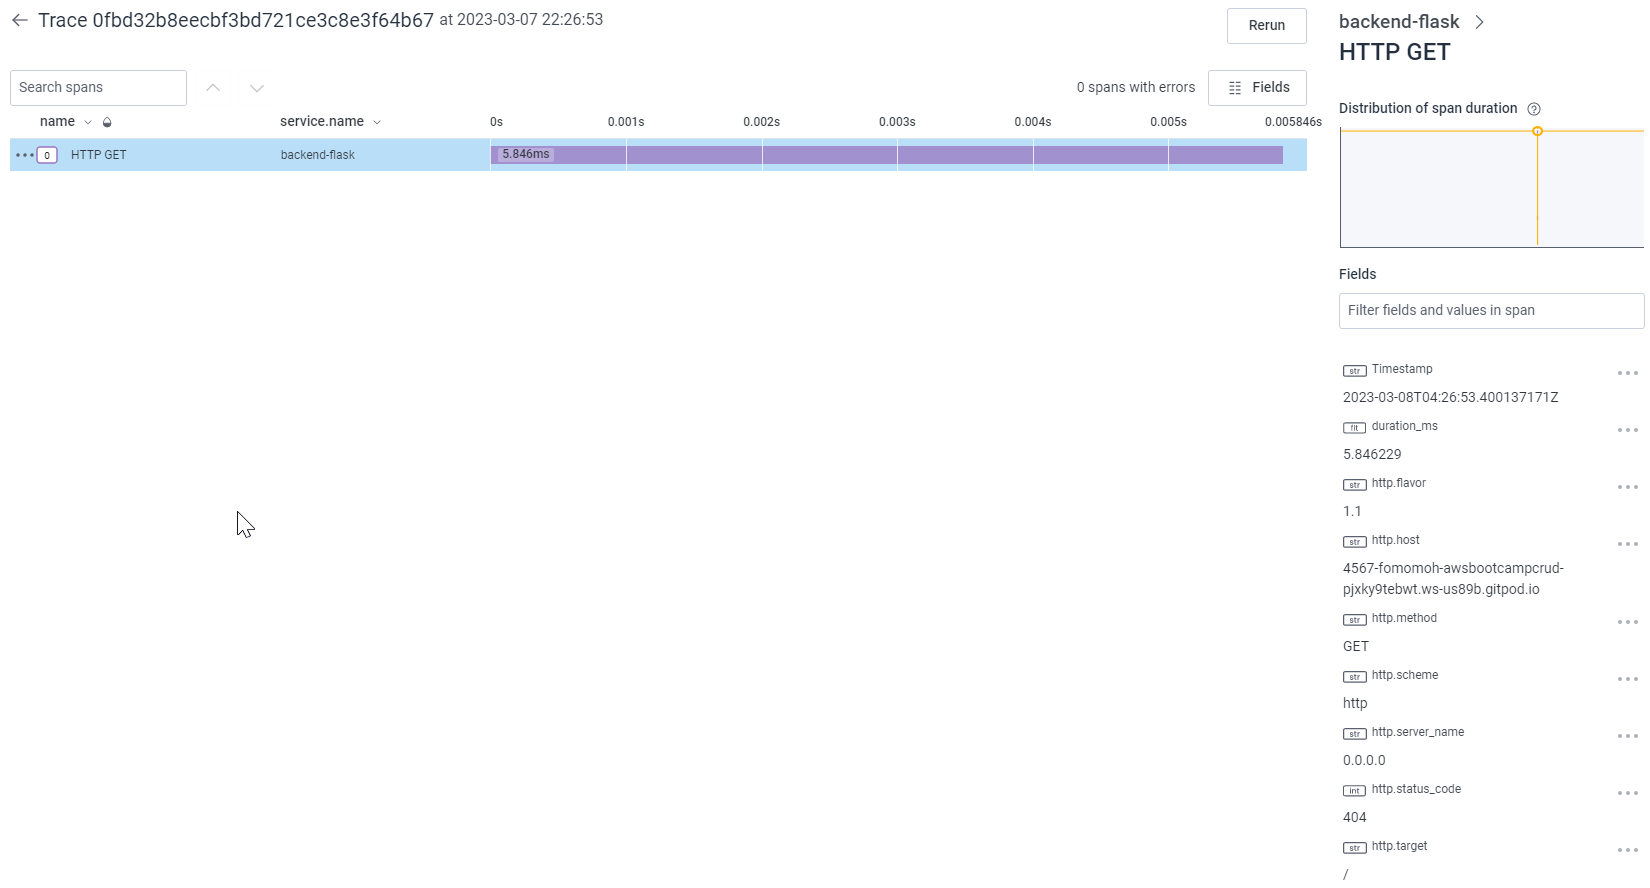 Trace 0fbd32b8eecbf3bd721ce3c8e3f64b67 at 2023-03-07 22:26:53
Rerun
Search spans
0 spans with errors
Fields
name service.name 0s 0.001s 0.002s 0.003s 0.004s 0.005s 0.005846s
0 HTTP GET backend-flask 5.846ms
backend-flask
HTTP GET
Distribution of span duration ?
Fields
Filter fields and values in span
str Timestamp
2023-03-08T04:26:53.400137171Z
flt duration_ms
5.846229
str http.flavor
1.1
str http.host
4567-fomomoh-awsbootcampcrud-
pjxky9tebwt.ws-us89b.gitpod.io
str http.method
GET
str http.scheme
http
str http.server_name
0.0.0.0
int http.status_code
404
str http.target
/